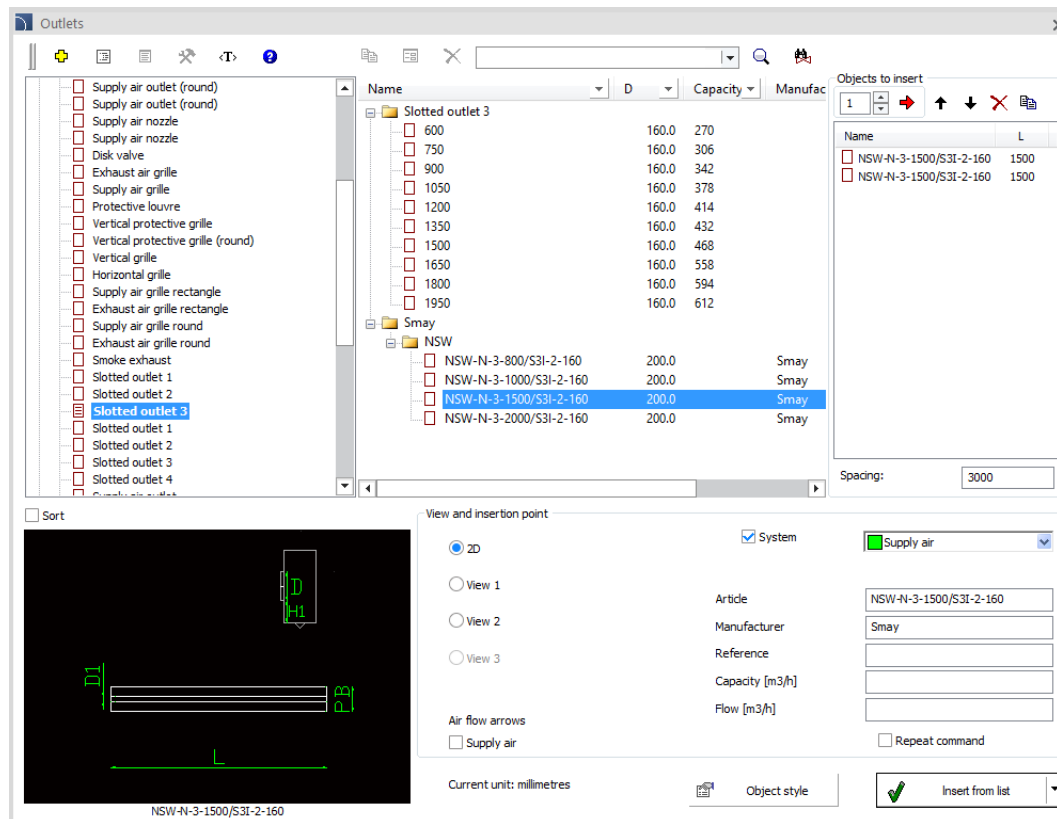 Outlets
<T>
?
Supply air outlet (round)
Supply air outlet (round)
Supply air nozzle
Supply air nozzle
Disk valve
Exhaust air grille
Supply air grille
Protective louvre
Vertical protective grille
Vertical protective grille (round)
Vertical grille
Horizontal grille
Supply air grille rectangle
Exhaust air grille rectangle
Supply air grille round
Exhaust air grille round
Smoke exhaust
Slotted outlet 1
Slotted outlet 2
Slotted outlet 3
Slotted outlet 1
Slotted outlet 2
Slotted outlet 3
Slotted outlet 4
Supply air outlet
Name D Capacity Manufac
Slotted outlet 3
600 160.0 270
750 160.0 306
900 160.0 342
1050 160.0 378
1200 160.0 414
1350 160.0 432
1500 160.0 468
1650 160.0 558
1800 160.0 594
1950 160.0 612
Smay
NSW
NSW-N-3-800/S3I-2-160 200.0 Smay
NSW-N-3-1000/S3I-2-160 200.0 Smay
NSW-N-3-1500/S3I-2-160 200.0 Smay
NSW-N-3-2000/S3I-2-160 200.0 Smay
Objects to insert
1
Name L
NSW-N-3-1500/S3I-2-160 1500
NSW-N-3-1500/S3I-2-160 1500
Spacing: 3000
Sort
D
H1
D1
P B
L
NSW-N-3-1500/S3I-2-160
View and insertion point
2D
View 1
View 2
View 3
Air flow arrows
Supply air
System Supply air
Article NSW-N-3-1500/S3I-2-160
Manufacturer Smay
Reference
Capacity [m3/h]
Flow [m3/h]
Repeat command
Current unit: millimetres
Object style
Insert from list